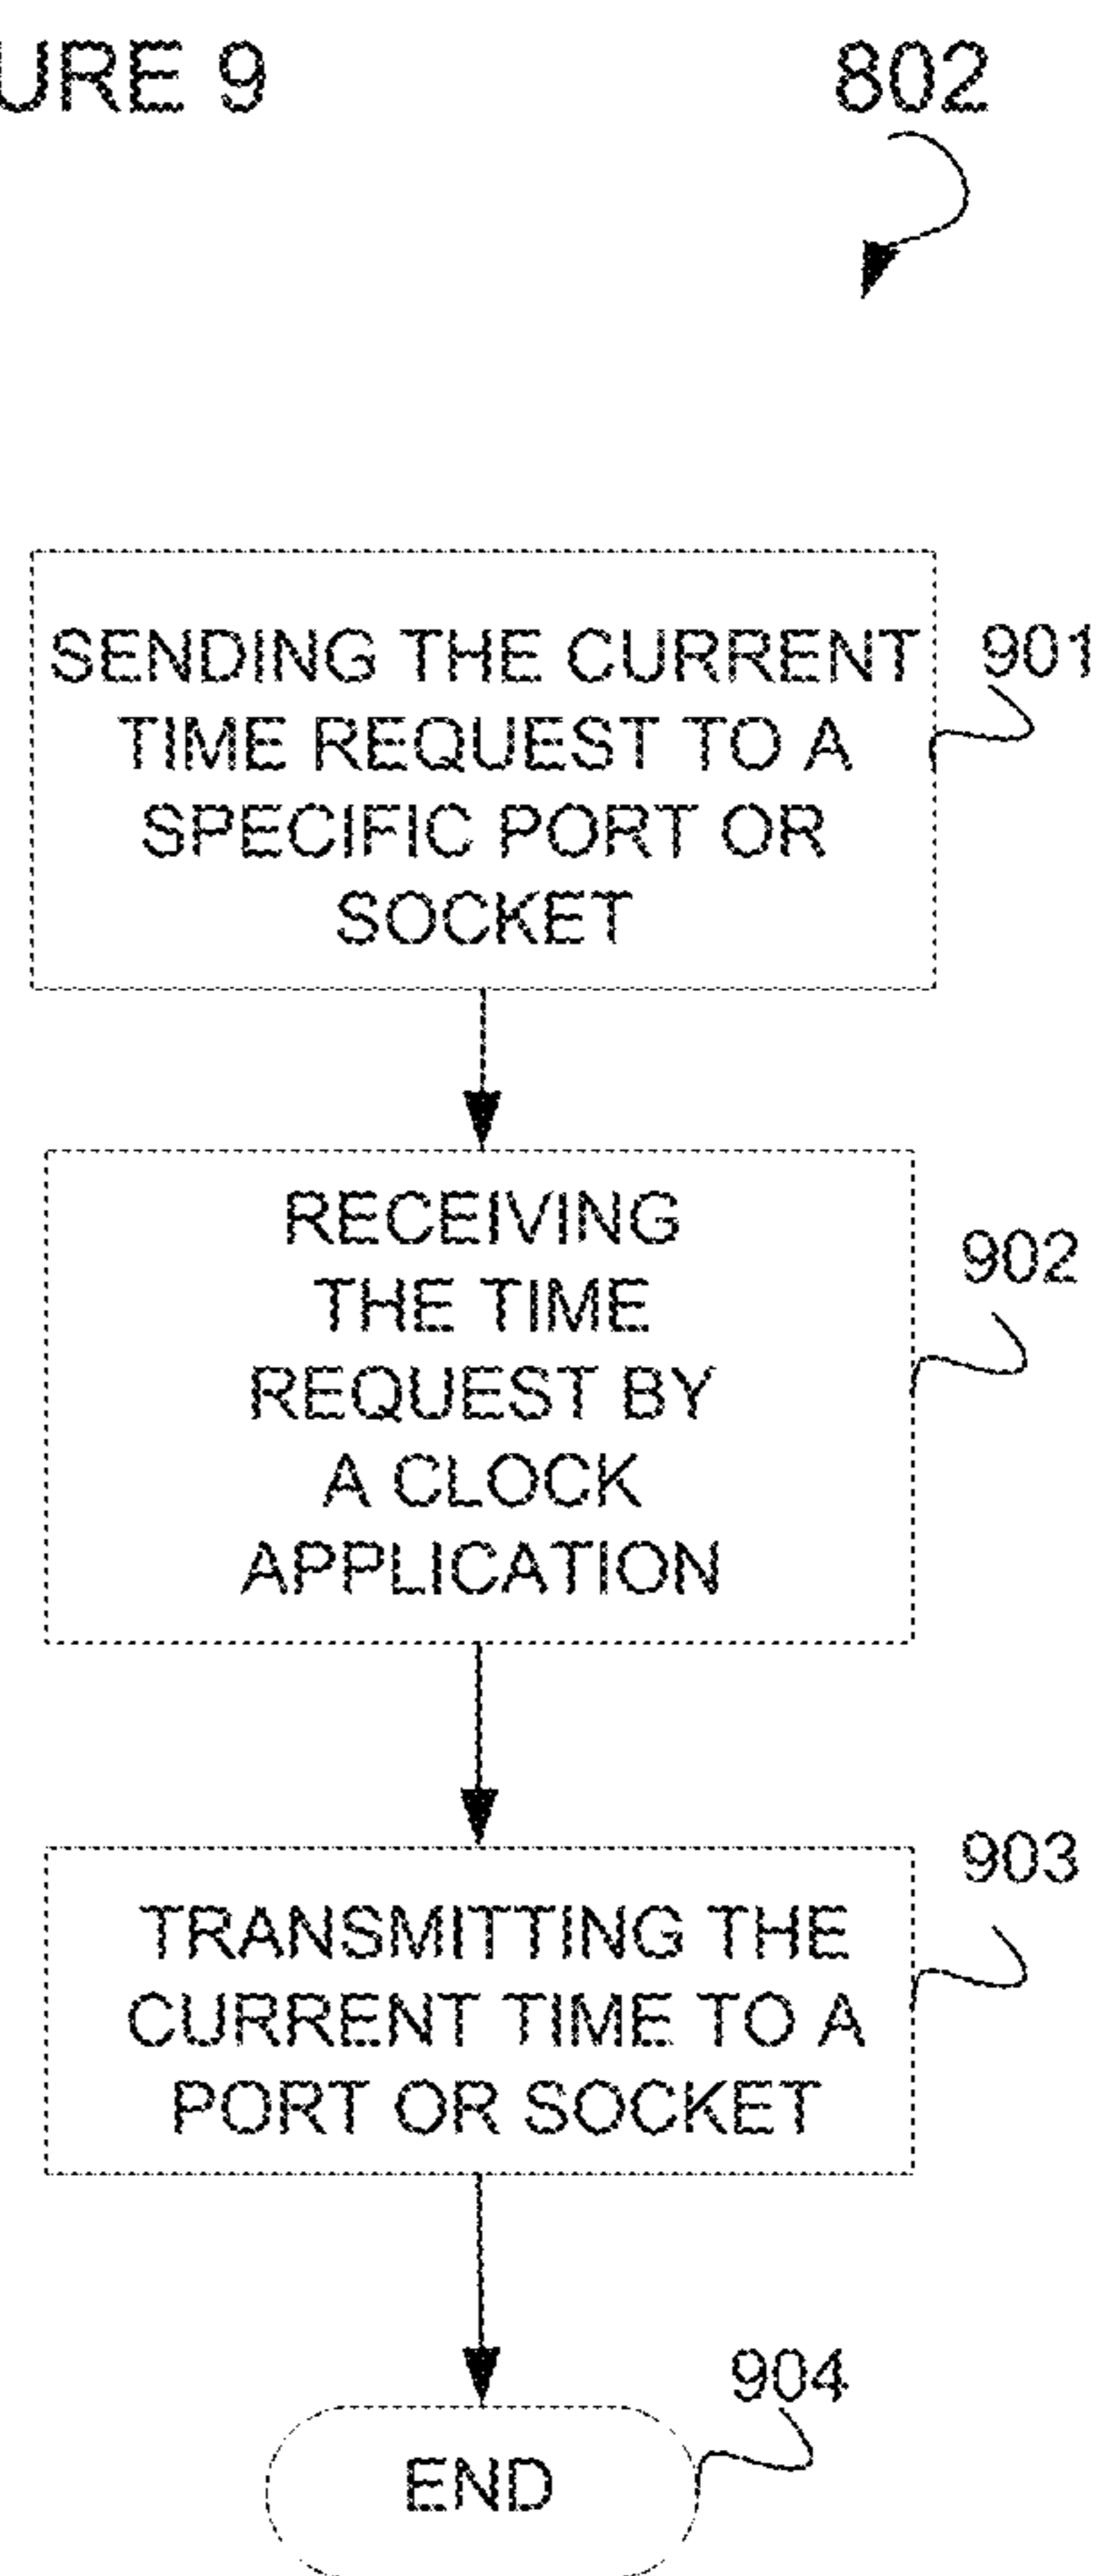 URE 9
802
SENDING THE CURRENT
TIME REQUEST TO A
SPECIFIC PORT OR
SOCKET
901
RECEIVING
THE TIME
REQUEST BY
A CLOCK
APPLICATION
902
TRANSMITTING THE
CURRENT TIME TO A
PORT OR SOCKET
903
END
904